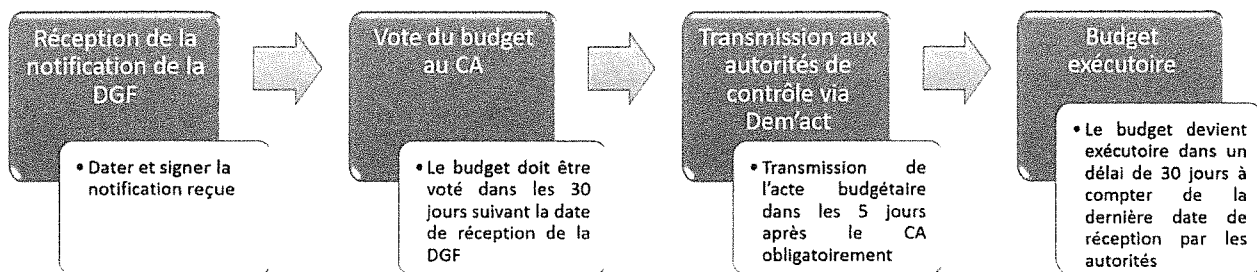 Réception de la
notification de la
DGF
• Dater et signer la
notification reçue
Vote du budget
au CA
• Le budget doit être
voté dans les 30
jours suivant la date
de réception de la
DGF
Transmission aux
autorités de
contrôle via
Dem'act
• Transmission de
l'acte budgétaire
dans les 5 jours
après le CA
obligatoirement
Budget
exécutoire
• Le budget devient
exécutoire dans un
délai de 30 jours à
compter de la
dernière date de
réception par les
autorités